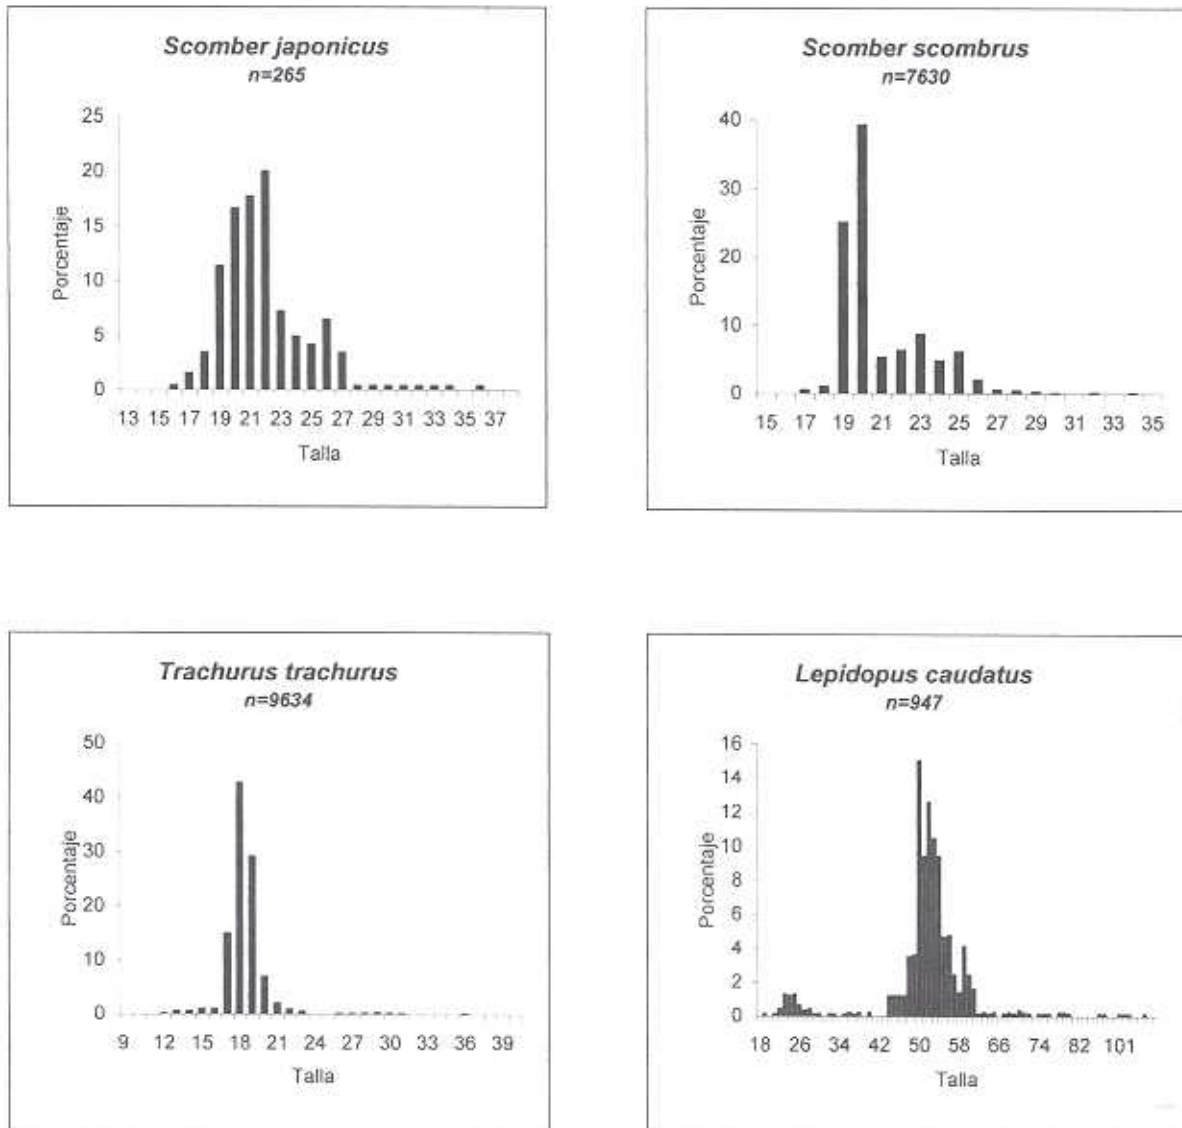 Scomber japonicus
n=265
25
20
15
10
5
0
Porcentaje
13 15 17 19 21 23 25 27 29 31 33 35 37
Talla
Scomber scombrus
n=7630
40
30
20
10
0
Porcentaje
15 17 19 21 23 25 27 29 31 33 35
Talla
Trachurus trachurus
n=9634
50
40
30
20
10
0
Porcentaje
9 12 15 18 21 24 27 30 33 36 39
Talla
Lepidopus caudatus
n=947
16
14
12
10
8
6
4
2
0
Porcentaje
18 26 34 42 50 58 66 74 82 101
Talla